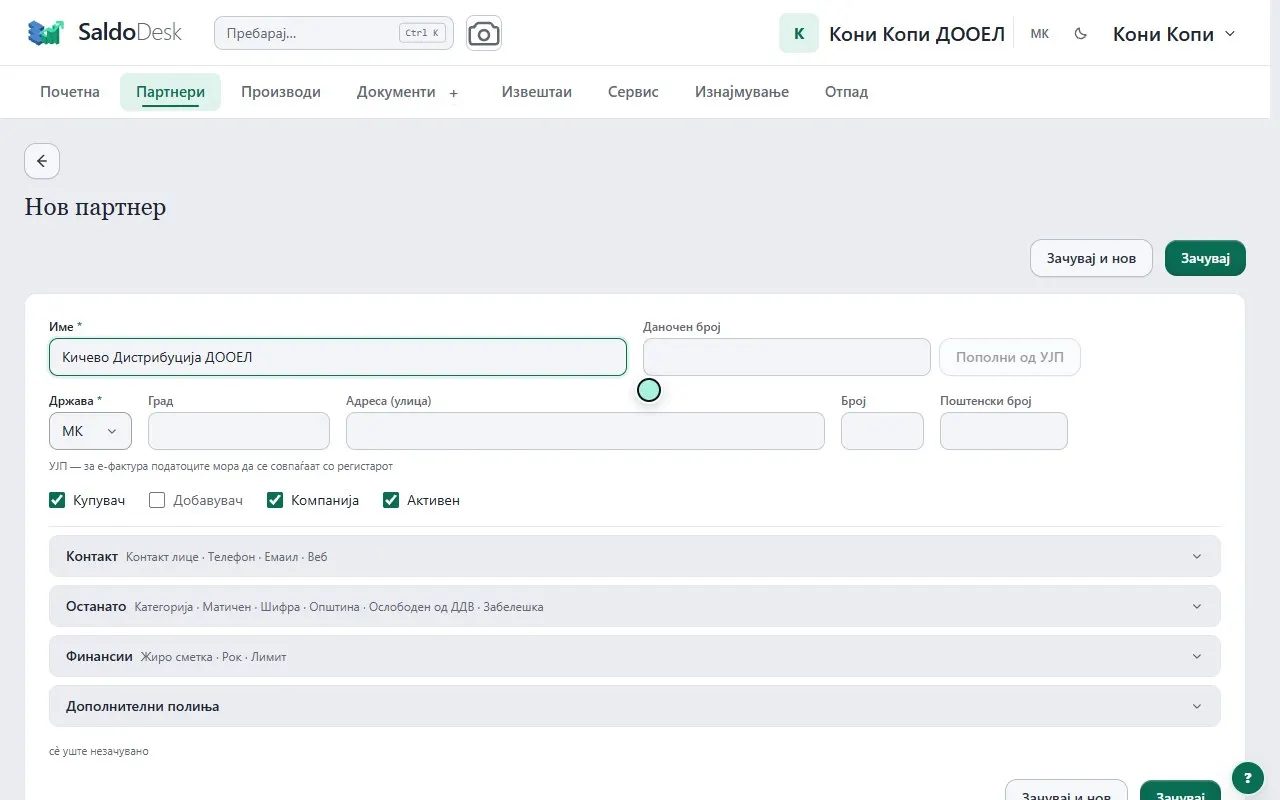 SaldoDesk
Пребарај...
Ctrl K
К
Кони Копи ДООЕЛ
МК
Кони Копи
Почетна
Партнери
Производи
Документи +
Извештаи
Сервис
Изнајмување
Отпад
Нов партнер
Зачувај и нов
Зачувај
Име *
Даночен број
Кичево Дистрибуција ДООЕЛ
Пополни од УЈП
Држава *
Град
Адреса (улица)
Број
Поштенски број
МК
УЈП — за е-фактура податоците мора да се совпаѓаат со регистарот
Купувач
Добавувач
Компанија
Активен
Контакт Контакт лице · Телефон · Емаил · Веб
Останато Категорија · Матичен · Шифра · Општина · Ослободен од ДДВ · Забелешка
Финансии Жиро сметка · Рок · Лимит
Дополнителни полиња
сѐ уште незачувано
Зачувај и нов
Зачувај
?